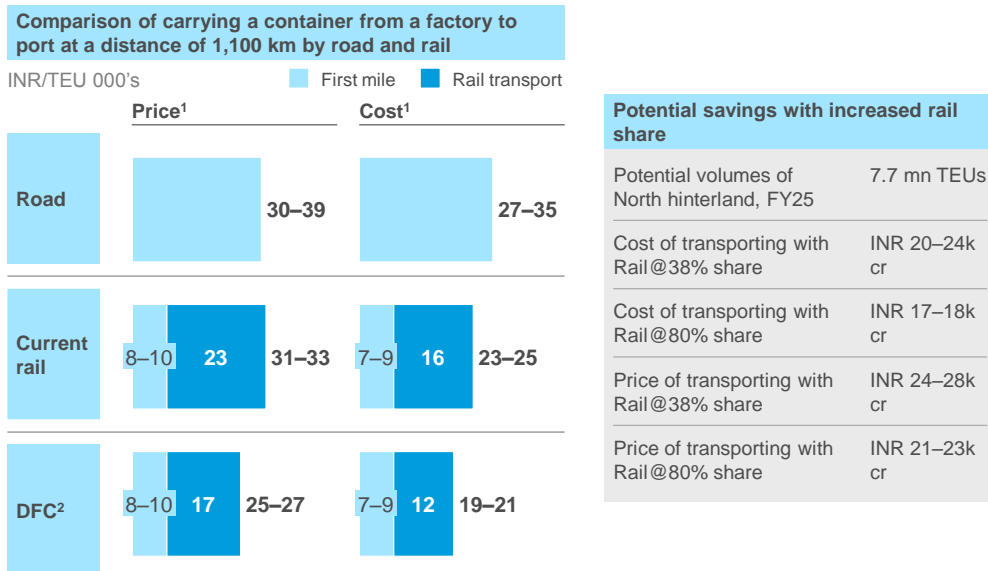 Comparison of carrying a container from a factory to
port at a distance of 1,100 km by road and rail
INR/TEU 000's
First mile
Rail transport
Price¹
Cost¹
Road
30–39
27–35
Current
rail
8–10
23
31–33
7–9
16
23–25
DFC²
8–10
17
25–27
7–9
12
19–21
Potential savings with increased rail
share
Potential volumes of
North hinterland, FY25
7.7 mn TEUs
Cost of transporting with
Rail@38% share
INR 20–24k
cr
Cost of transporting with
Rail@80% share
INR 17–18k
cr
Price of transporting with
Rail@38% share
INR 24–28k
cr
Price of transporting with
Rail@80% share
INR 21–23k
cr